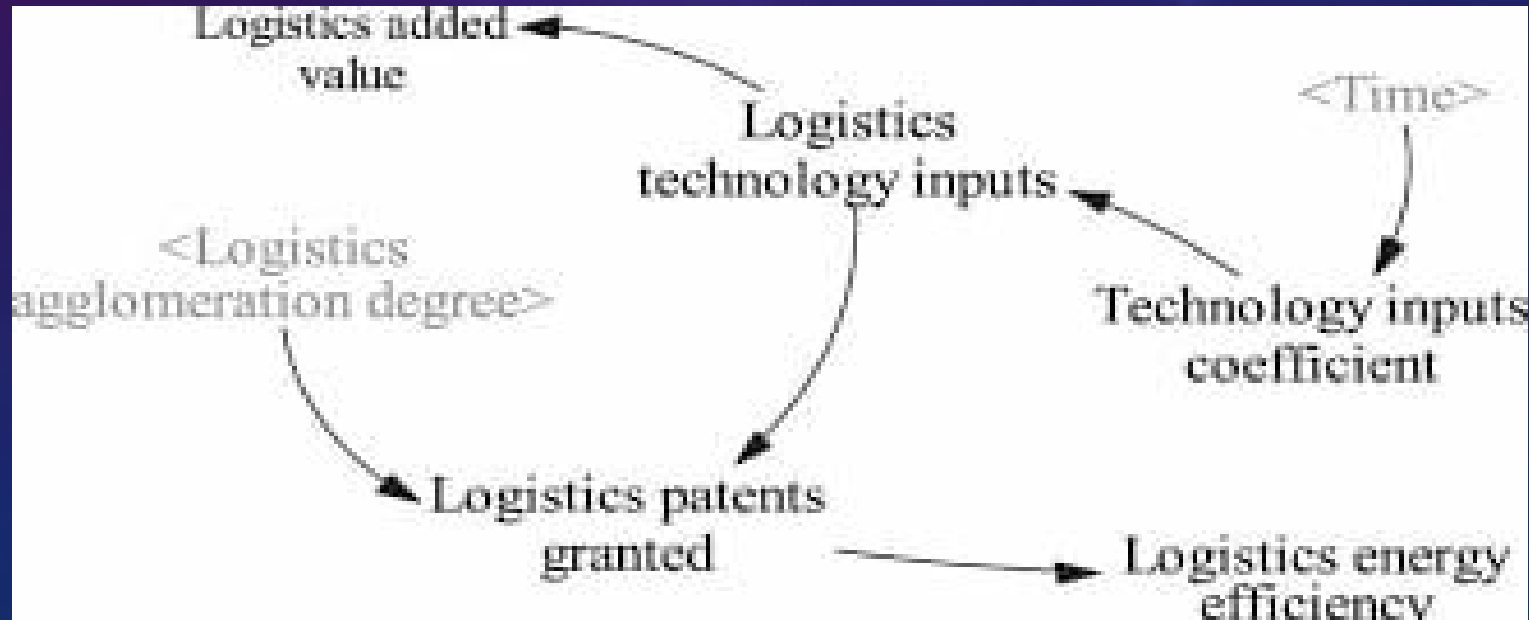 Logistics added
value
<Time>
Logistics
technology inputs
<Logistics
agglomeration degree>
Technology inputs
coefficient
Logistics patents
granted
Logistics energy
efficiency